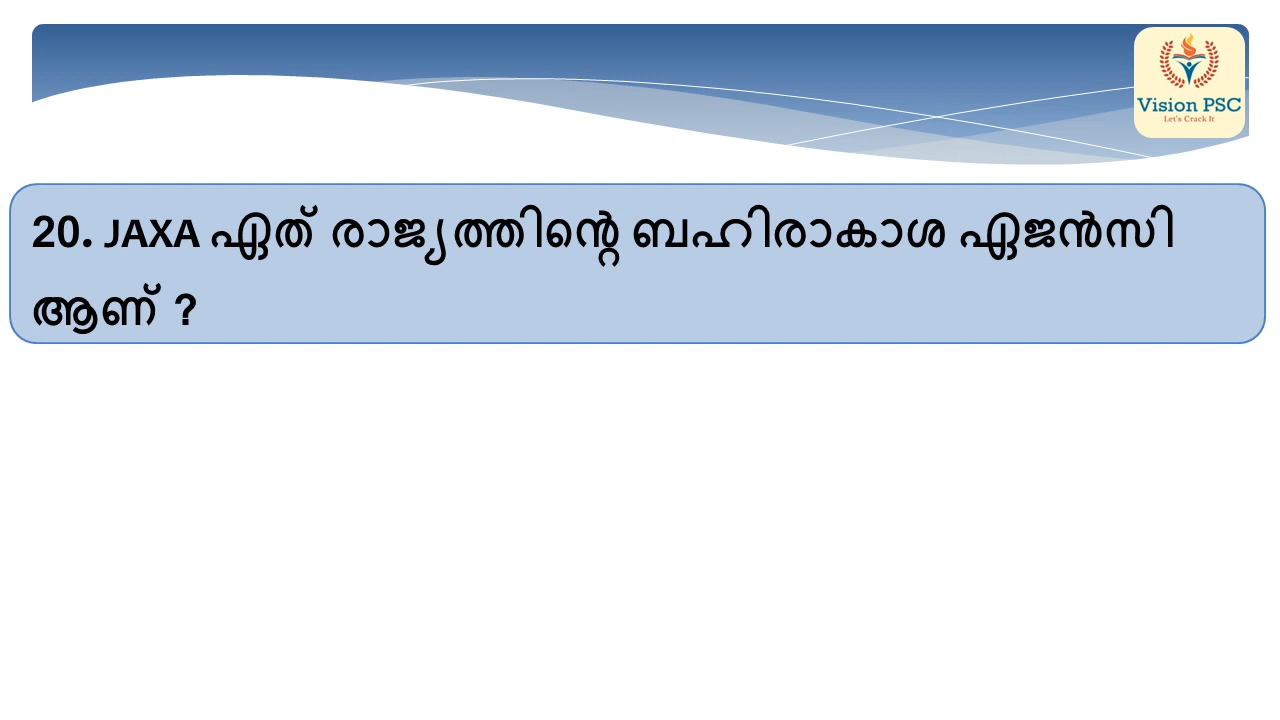 Vision PSC
Let's Crack It
20. JAXA ഏത് രാജ്യത്തിന്റെ ബഹിരാകാശ ഏജൻസി
ആണ് ?